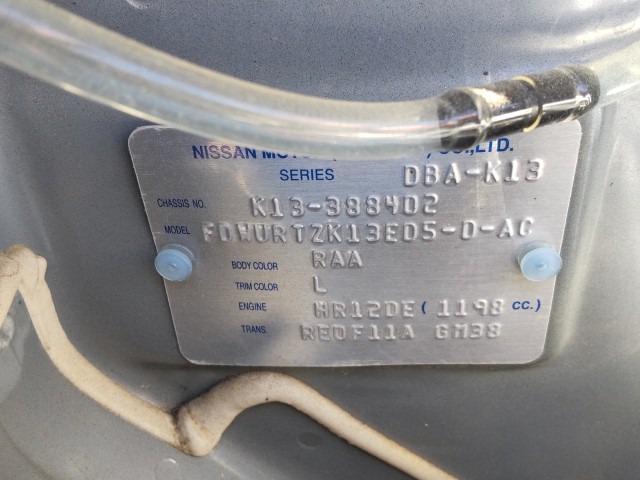 NISSAN CO.,LTD.
SERIES DBA-K13
CHASSIS NO. K13-388402
MODEL FDWURTZK13ED5-D-AC
BODY COLOR RAA
TRIM COLOR L
ENGINE HR12DE ( 1198 CC.)
TRANS. RE0F11A GM38